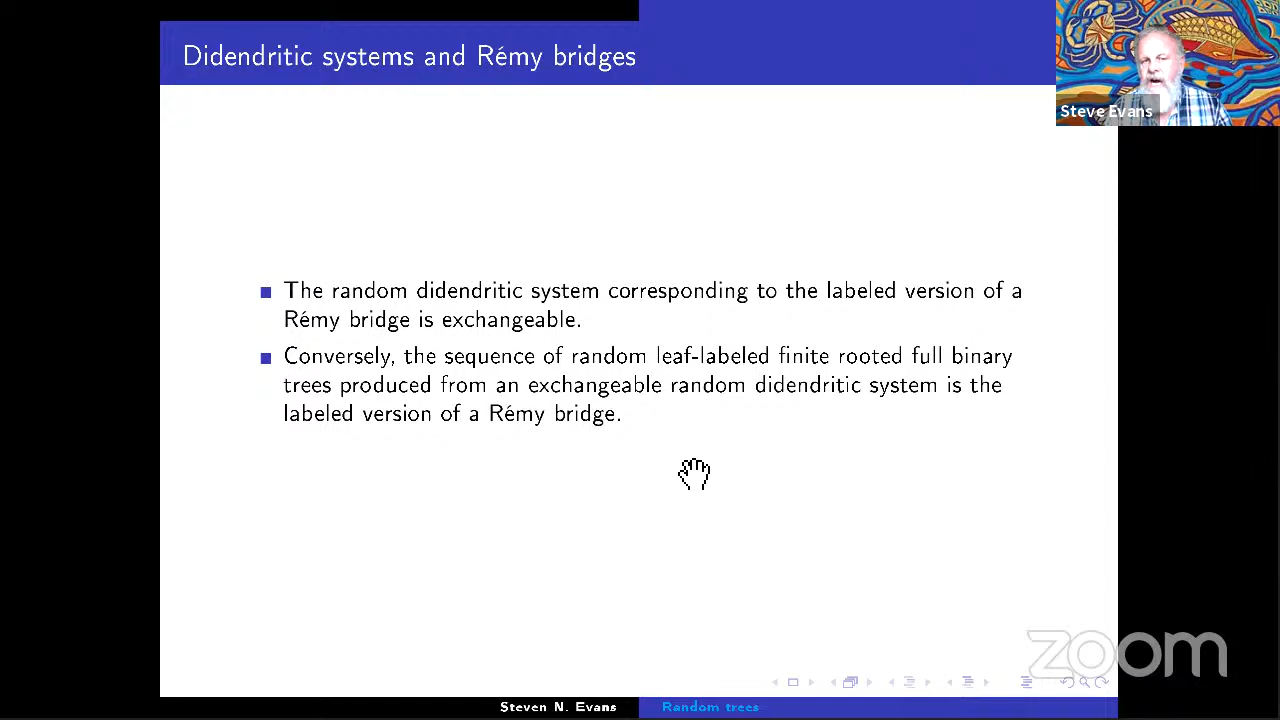 Didendritic systems and Rémy bridges
Steve Evans
The random didendritic system corresponding to the labeled version of a
Rémy bridge is exchangeable.
Conversely, the sequence of random leaf-labeled finite rooted full binary
trees produced from an exchangeable random didendritic system is the
labeled version of a Rémy bridge.
zoom
Steven N. Evans
Random trees